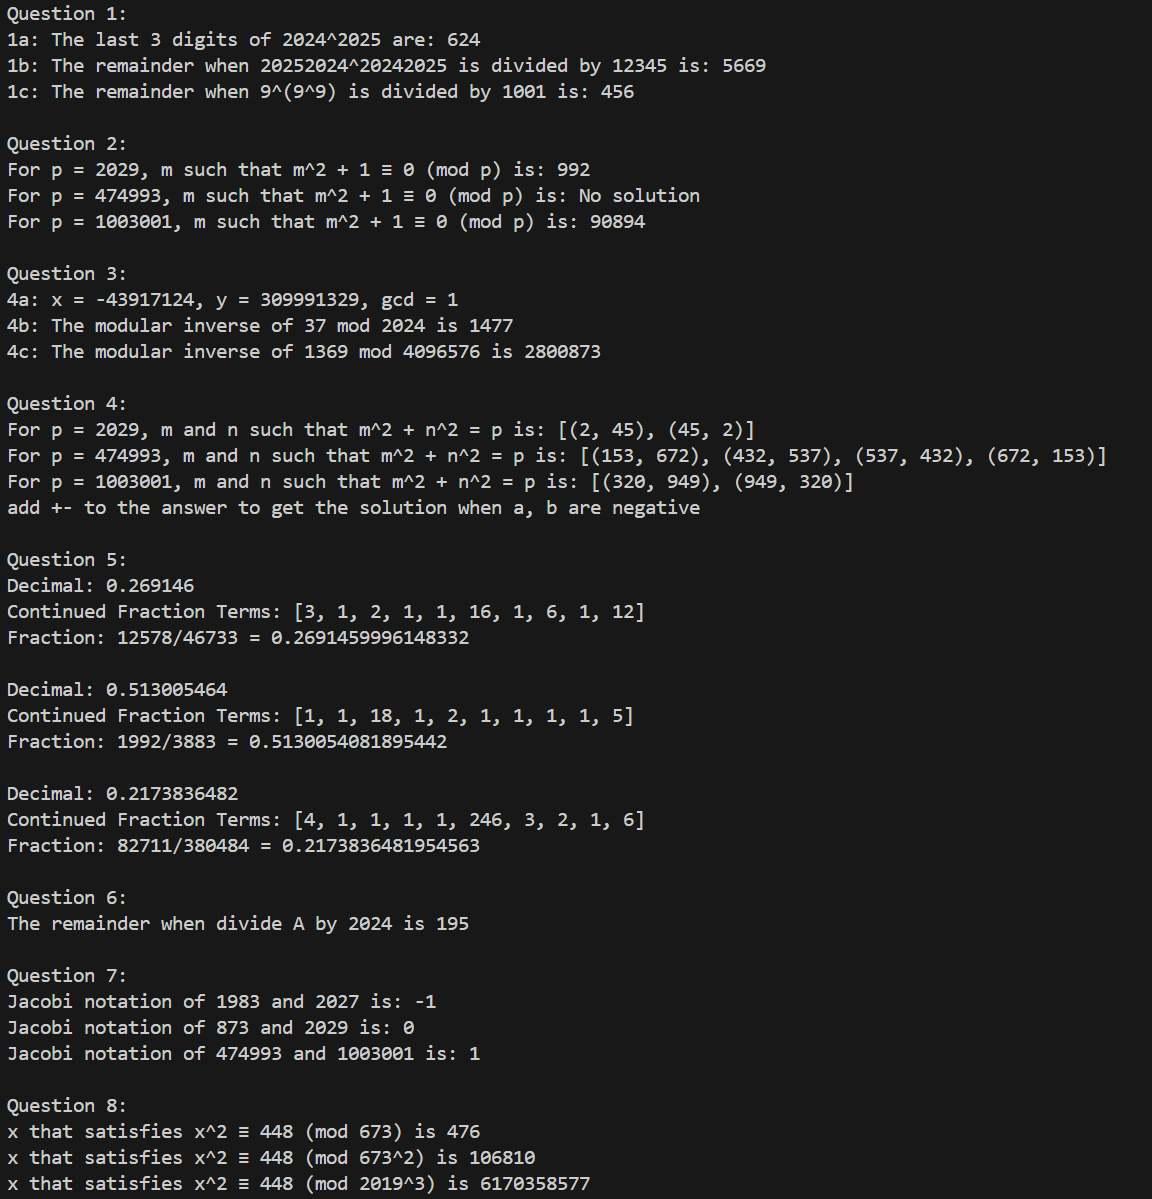 Question 1:
1a: The last 3 digits of 2024^2025 are: 624
1b: The remainder when 20252024^20242025 is divided by 12345 is: 5669
1c: The remainder when 9^(9^9) is divided by 1001 is: 456
Question 2:
For p = 2029, m such that m^2 + 1 ≡ 0 (mod p) is: 992
For p = 474993, m such that m^2 + 1 ≡ 0 (mod p) is: No solution
For p = 1003001, m such that m^2 + 1 ≡ 0 (mod p) is: 90894
Question 3:
4a: x = -43917124, y = 309991329, gcd = 1
4b: The modular inverse of 37 mod 2024 is 1477
4c: The modular inverse of 1369 mod 4096576 is 2800873
Question 4:
For p = 2029, m and n such that m^2 + n^2 = p is: [(2, 45), (45, 2)]
For p = 474993, m and n such that m^2 + n^2 = p is: [(153, 672), (432, 537), (537, 432), (672, 153)]
For p = 1003001, m and n such that m^2 + n^2 = p is: [(320, 949), (949, 320)]
add +- to the answer to get the solution when a, b are negative
Question 5:
Decimal: 0.269146
Continued Fraction Terms: [3, 1, 2, 1, 1, 16, 1, 6, 1, 12]
Fraction: 12578/46733 = 0.2691459996148332
Decimal: 0.513005464
Continued Fraction Terms: [1, 1, 18, 1, 2, 1, 1, 1, 1, 5]
Fraction: 1992/3883 = 0.5130054081895442
Decimal: 0.2173836482
Continued Fraction Terms: [4, 1, 1, 1, 1, 246, 3, 2, 1, 6]
Fraction: 82711/380484 = 0.2173836481954563
Question 6:
The remainder when divide A by 2024 is 195
Question 7:
Jacobi notation of 1983 and 2027 is: -1
Jacobi notation of 873 and 2029 is: 0
Jacobi notation of 474993 and 1003001 is: 1
Question 8:
x that satisfies x^2 ≡ 448 (mod 673) is 476
x that satisfies x^2 ≡ 448 (mod 673^2) is 106810
x that satisfies x^2 ≡ 448 (mod 2019^3) is 6170358577